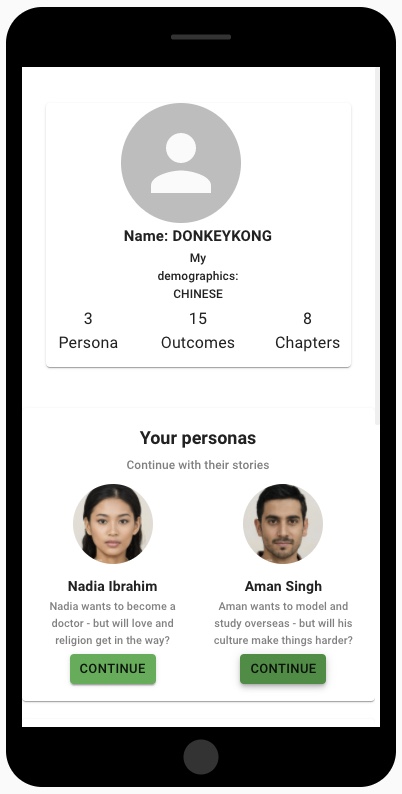 Name: DONKEYKONG
My
demographics:
CHINESE
3 15 8
Persona Outcomes Chapters
Your personas
Continue with their stories
Nadia Ibrahim
Nadia wants to become a
doctor - but will love and
religion get in the way?
CONTINUE
Aman Singh
Aman wants to model and
study overseas - but will his
culture make things harder?
CONTINUE